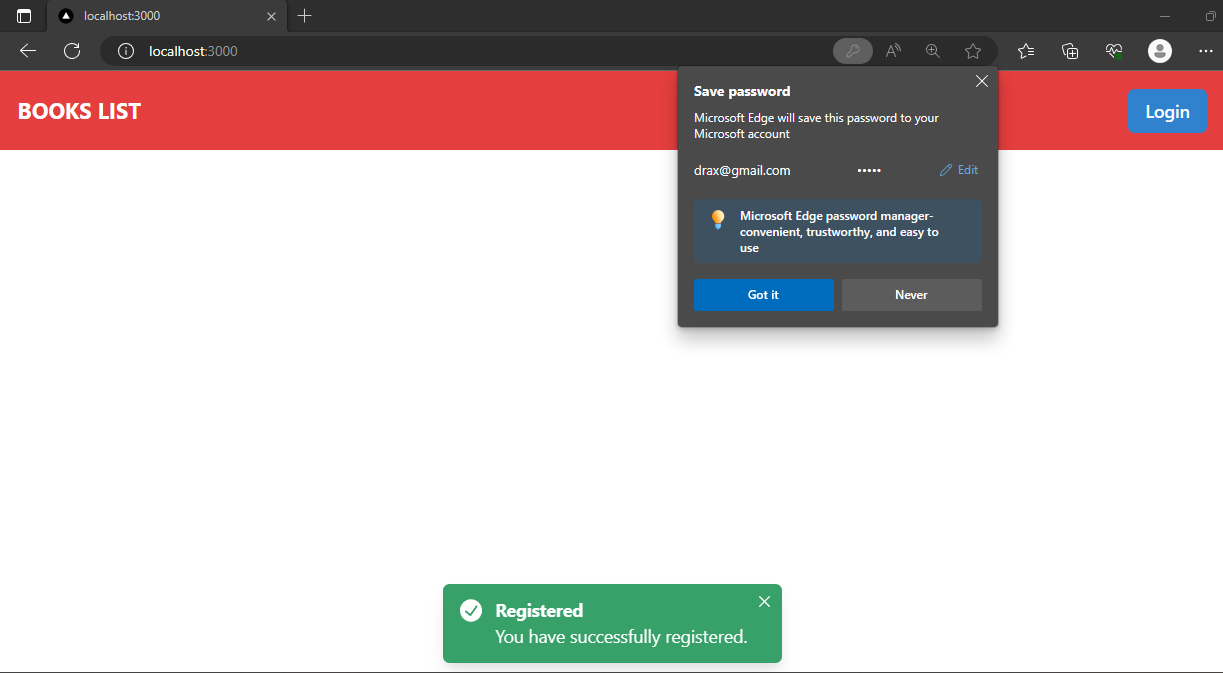 localhost:3000
localhost:3000
BOOKS LIST
Login
Save password
Microsoft Edge will save this password to your
Microsoft account
drax@gmail.com ••••• Edit
Microsoft Edge password manager-
convenient, trustworthy, and easy to
use
Got it Never
Registered
You have successfully registered.